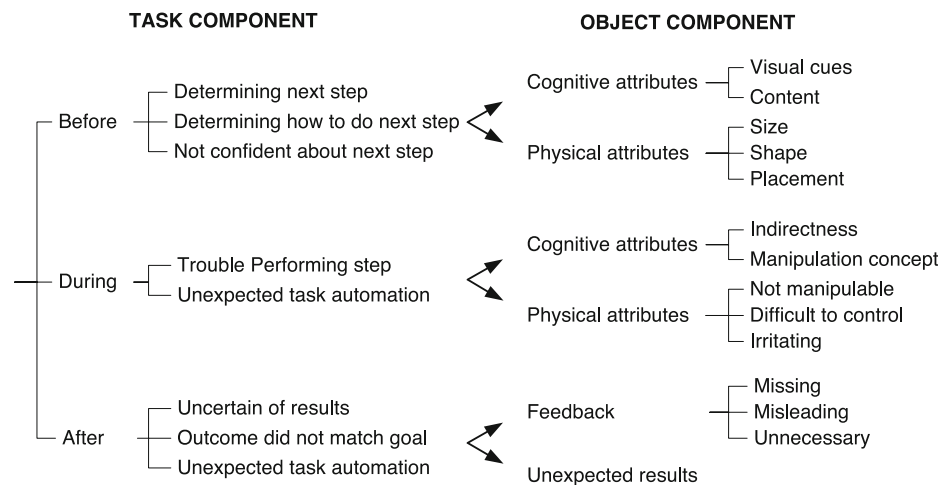 TASK COMPONENT
OBJECT COMPONENT
Before
Determining next step
Determining how to do next step
Not confident about next step
Cognitive attributes
Visual cues
Content
Physical attributes
Size
Shape
Placement
During
Trouble Performing step
Unexpected task automation
Cognitive attributes
Indirectness
Manipulation concept
Physical attributes
Not manipulable
Difficult to control
Irritating
After
Uncertain of results
Outcome did not match goal
Unexpected task automation
Feedback
Missing
Misleading
Unnecessary
Unexpected results